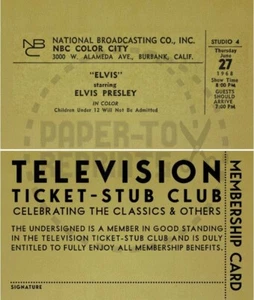 NBC
NATIONAL BROADCASTING CO., INC.
NBC COLOR CITY
3000 W. ALAMEDA AVE., BURBANK, CALIF.
"ELVIS"
starring
ELVIS PRESLEY
IN COLOR
Children Under 12 Will Not Be Admitted
STUDIO 4
Thursday
June
27
1968
Show Time
8:00 PM
GUESTS
SHOULD
ARRIVE
7:00 PM
PAPER-TOY
TELEVISION
TICKET-STUB CLUB
CELEBRATING THE CLASSICS & OTHERS
THE UNDERSIGNED IS A MEMBER IN GOOD STANDING
IN THE TELEVISION TICKET-STUB CLUB AND IS DULY
ENTITLED TO FULLY ENJOY ALL MEMBERSHIP BENEFITS.
SIGNATURE
MEMBERSHIP CARD